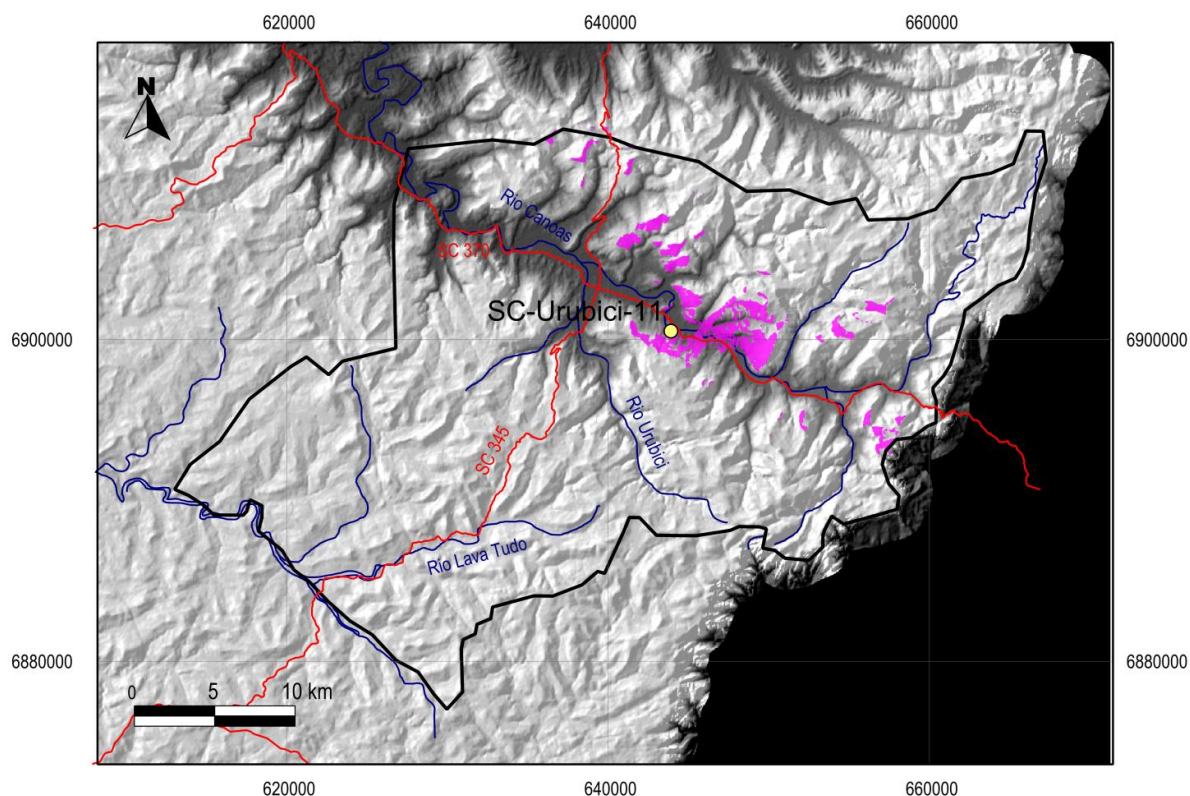 620000 640000 660000
N
Rio Canoas
SC 370
SC-Urubici-11
6900000 6900000
Rio Urubici
SC 345
Rio Lava Tudo
6880000 6880000
0 5 10 km
620000 640000 660000